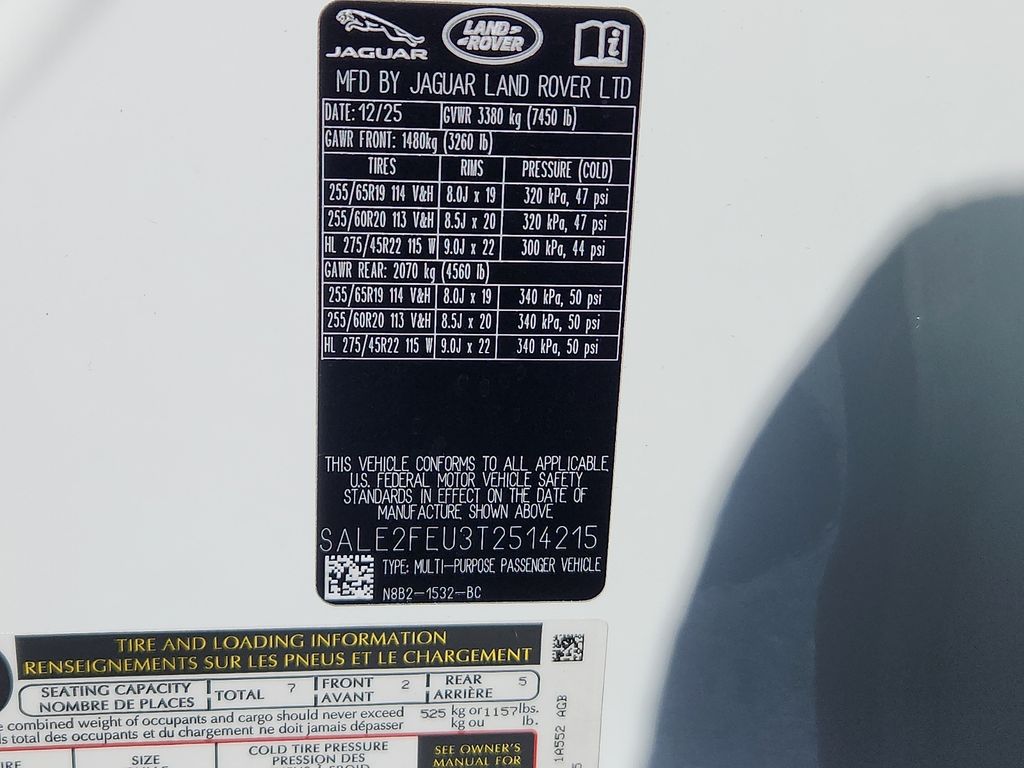 JAGUAR LAND ROVER i
MFD BY JAGUAR LAND ROVER LTD
DATE: 12/25 GVWR 3380 kg (7450 lb)
GAWR FRONT: 1480kg (3260 lb)
TIRES RIMS PRESSURE (COLD)
255/65R19 114 V&H 8.0J x 19 320 kPa, 47 psi
255/60R20 113 V&H 8.5J x 20 320 kPa, 47 psi
HL 275/45R22 115 W 9.0J x 22 300 kPa, 44 psi
GAWR REAR: 2070 kg (4560 lb)
255/65R19 114 V&H 8.0J x 19 340 kPa, 50 psi
255/60R20 113 V&H 8.5J x 20 340 kPa, 50 psi
HL 275/45R22 115 W 9.0J x 22 340 kPa, 50 psi
THIS VEHICLE CONFORMS TO ALL APPLICABLE
U.S. FEDERAL MOTOR VEHICLE SAFETY
STANDARDS IN EFFECT ON THE DATE OF
MANUFACTURE SHOWN ABOVE
SALE2FEU3T2514215
TYPE: MULTI-PURPOSE PASSENGER VEHICLE
N8B2-1532-BC
TIRE AND LOADING INFORMATION
RENSEIGNEMENTS SUR LES PNEUS ET LE CHARGEMENT
SEATING CAPACITY TOTAL 7 FRONT 2 REAR 5
NOMBRE DE PLACES AVANT ARRIÈRE
combined weight of occupants and cargo should never exceed 525 kg or 1157 lbs.
total des occupants et du chargement ne doit jamais dépasser kg ou lb.
SIZE COLD TIRE PRESSURE SEE OWNER'S
PRESSION DES MANUAL FOR
1A552 AGB